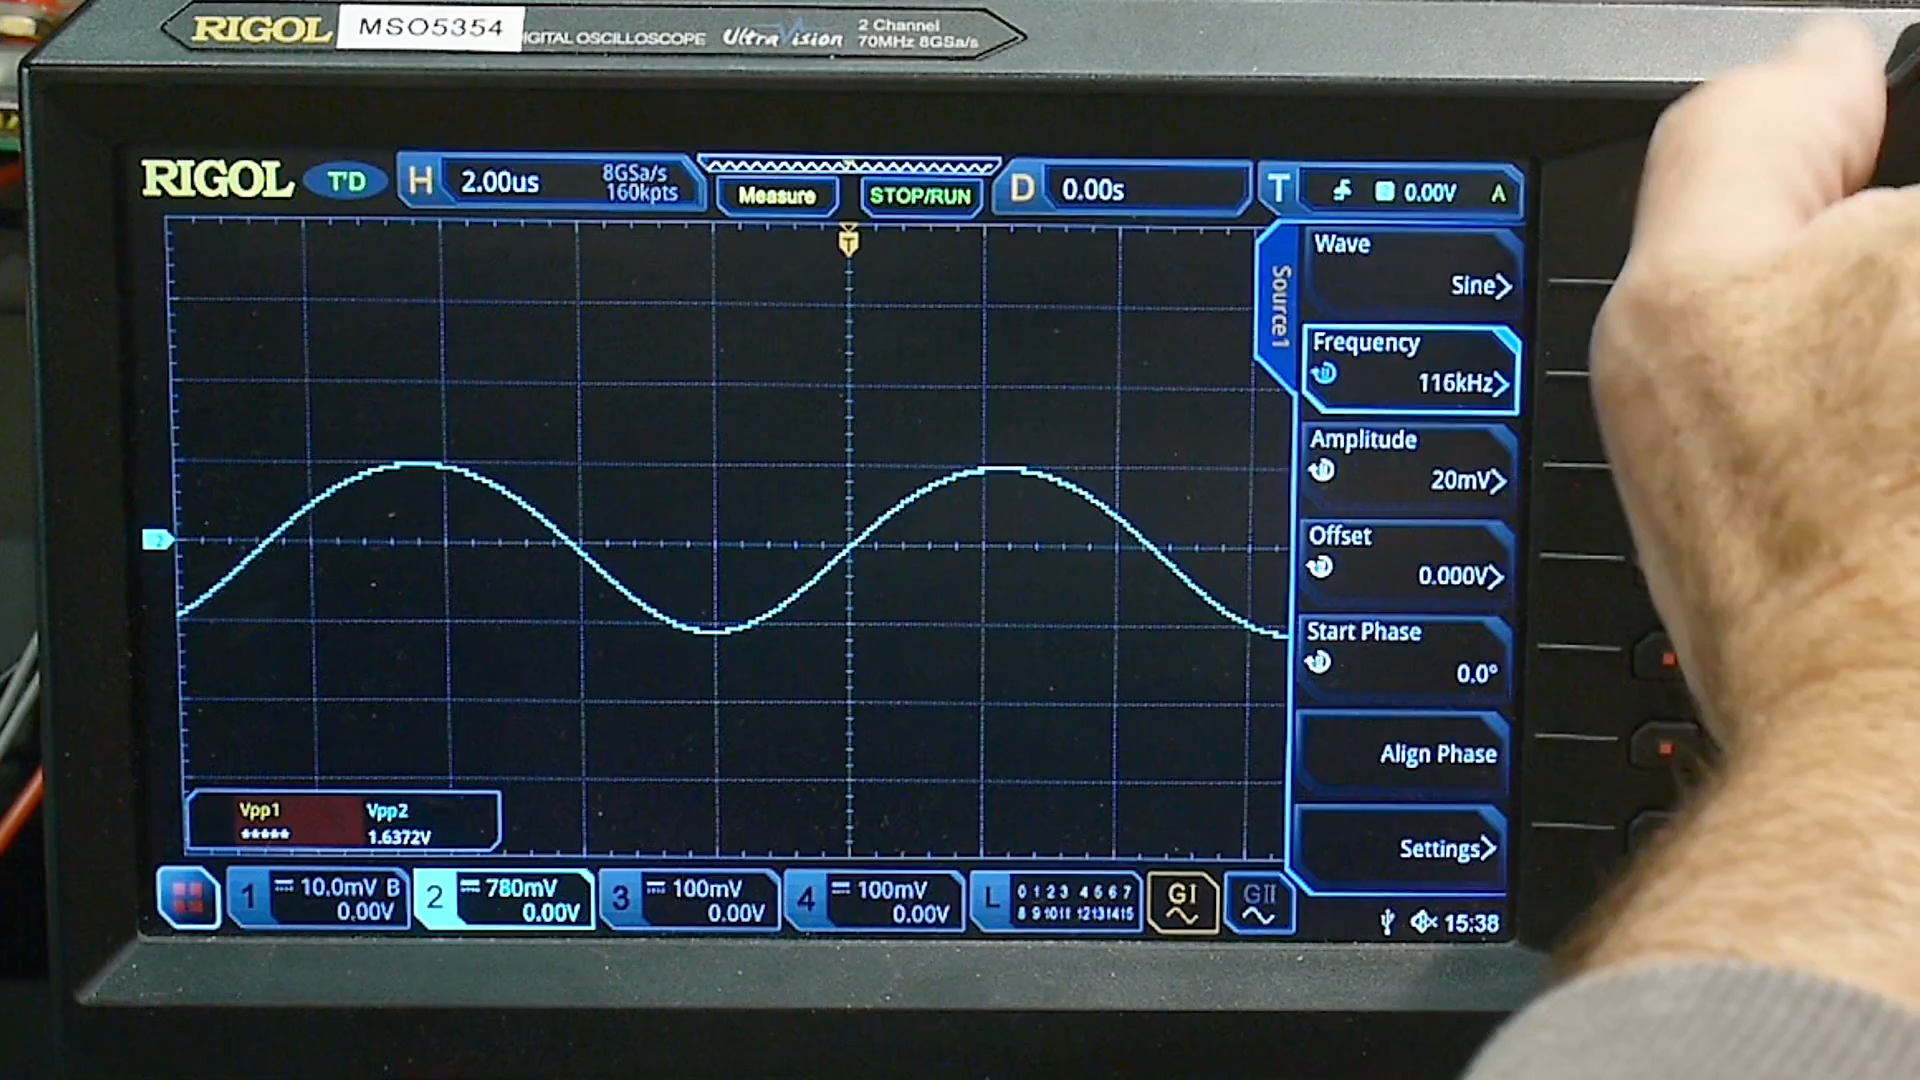 RIGOL MSO5354 IGITAL OSCILLOSCOPE UltraVision 2 Channel
70MHz 8GSa/s
RIGOL T'D H 2.00us 8GSa/s
160kpts
Measure STOP/RUN D 0.00s T 0.00V A
T
Source1
Wave
Sine>
Frequency
116kHz>
Amplitude
20mV>
Offset
0.000V>
2
Start Phase
0.0°
Align Phase
Settings>
Vpp1 Vpp2
***** 1.6372V
1 10.0mV B
0.00V
2 780mV
0.00V
3 100mV
0.00V
4 100mV
0.00V
L 0 1 2 3 4 5 6 7
8 9 10 11 12 13 14 15
GI
GII
15:38